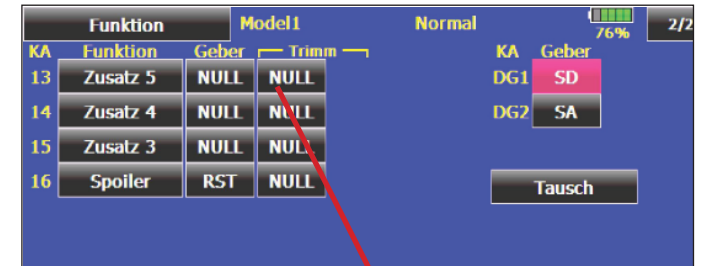 Funktion Model1 Normal 76% 2/2
KA Funktion Geber Trimm KA Geber
13 Zusatz 5 NULL NULL DG1 SD
14 Zusatz 4 NULL NULL DG2 SA
15 Zusatz 3 NULL NULL
16 Spoiler RST NULL Tausch